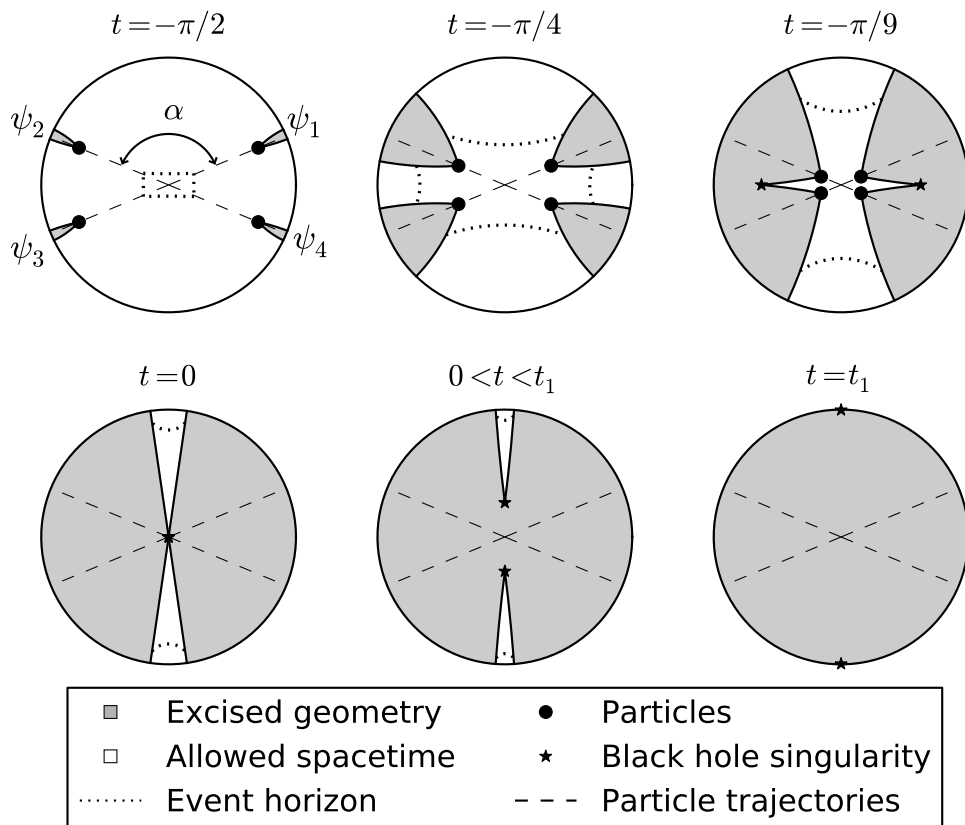 t = −π/2
t = −π/4
t = −π/9
α
ψ₂ ψ₁
ψ₃ ψ₄
t = 0
0 < t < t₁
t = t₁
Excised geometry
Particles
Allowed spacetime
Black hole singularity
Event horizon
Particle trajectories